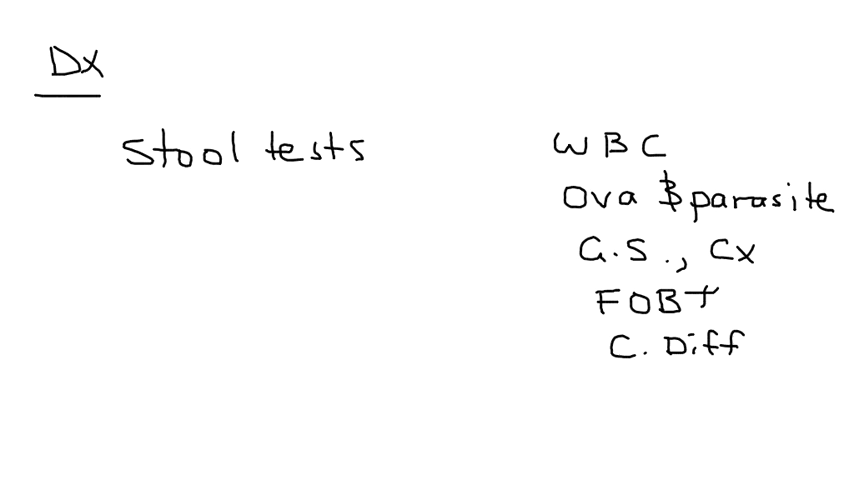 Dx
Stool tests
WBC
Ova & parasite
G.S., Cx
FOBT
C. Diff